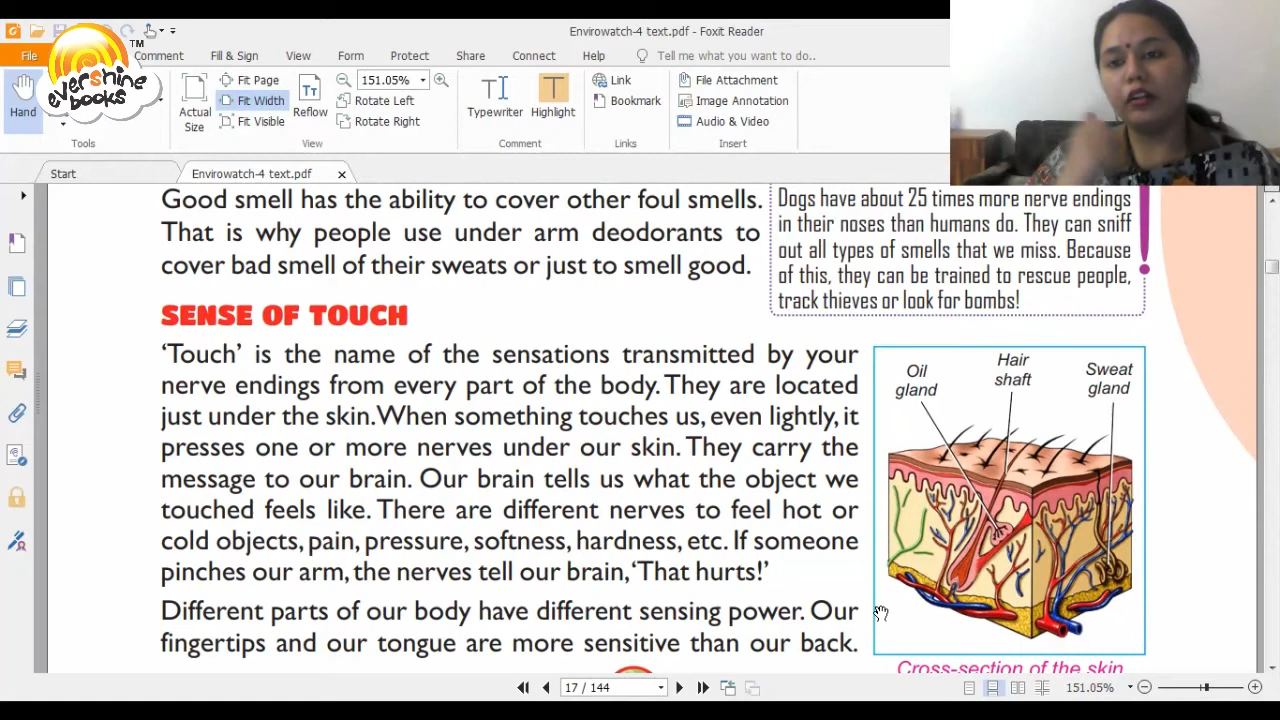 Envirowatch-4 text.pdf - Foxit Reader
File
Comment
Fill & Sign
View
Form
Protect
Share
Connect
Help
Tell me what you want to do..
TM
evershine
books
Hand
Actual
Size
Fit Page
Fit Width
Fit Visible
Reflow
151.05%
Rotate Left
Rotate Right
Typewriter
Highlight
Link
Bookmark
File Attachment
Image Annotation
Audio & Video
Tools
View
Comment
Links
Insert
Start
Envirowatch-4 text.pdf
Good smell has the ability to cover other foul smells.
That is why people use under arm deodorants to
cover bad smell of their sweats or just to smell good.
Dogs have about 25 times more nerve endings
in their noses than humans do. They can sniff
out all types of smells that we miss. Because
of this, they can be trained to rescue people,
track thieves or look for bombs!
SENSE OF TOUCH
‘Touch’ is the name of the sensations transmitted by your
nerve endings from every part of the body. They are located
just under the skin. When something touches us, even lightly, it
presses one or more nerves under our skin. They carry the
message to our brain. Our brain tells us what the object we
touched feels like. There are different nerves to feel hot or
cold objects, pain, pressure, softness, hardness, etc. If someone
pinches our arm, the nerves tell our brain, ‘That hurts!’
Different parts of our body have different sensing power. Our
fingertips and our tongue are more sensitive than our back.
Oil
gland
Hair
shaft
Sweat
gland
Cross-section of the skin
17 / 144
151.05%